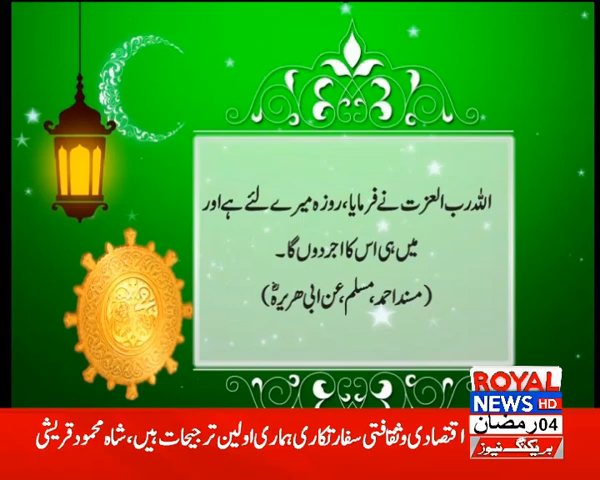 اللہ رب العزت نے فرمایا، روزہ میرے لئے ہے اور
میں ہی اس کا اجر دوں گا۔
(مسند احمد، مسلم، عن ابی ھریرہؓ)
ROYAL
NEWS HD
04 رمضان
بریکنگ نیوز
اقتصادی و ثقافتی سفارتکاری ہماری اولین ترجیحات ہیں، شاہ محمود قریشی